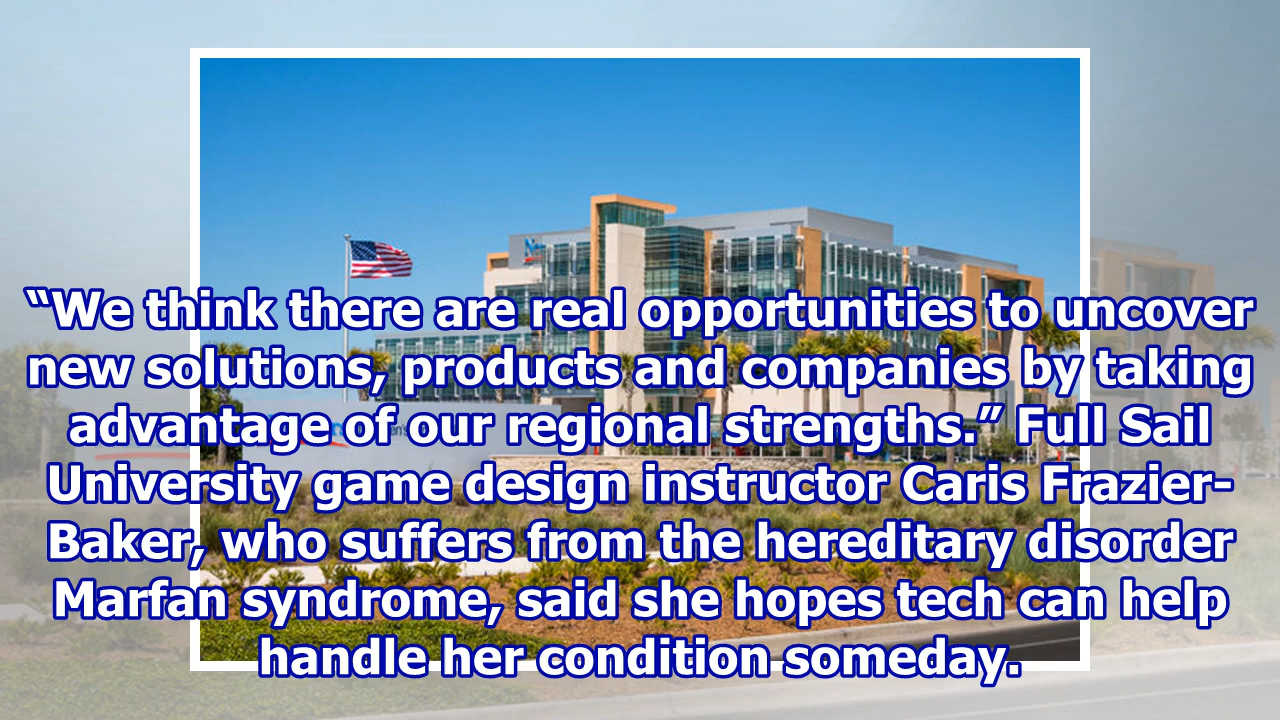 “We think there are real opportunities to uncover
new solutions, products and companies by taking
advantage of our regional strengths.” Full Sail
University game design instructor Caris Frazier-
Baker, who suffers from the hereditary disorder
Marfan syndrome, said she hopes tech can help
handle her condition someday.